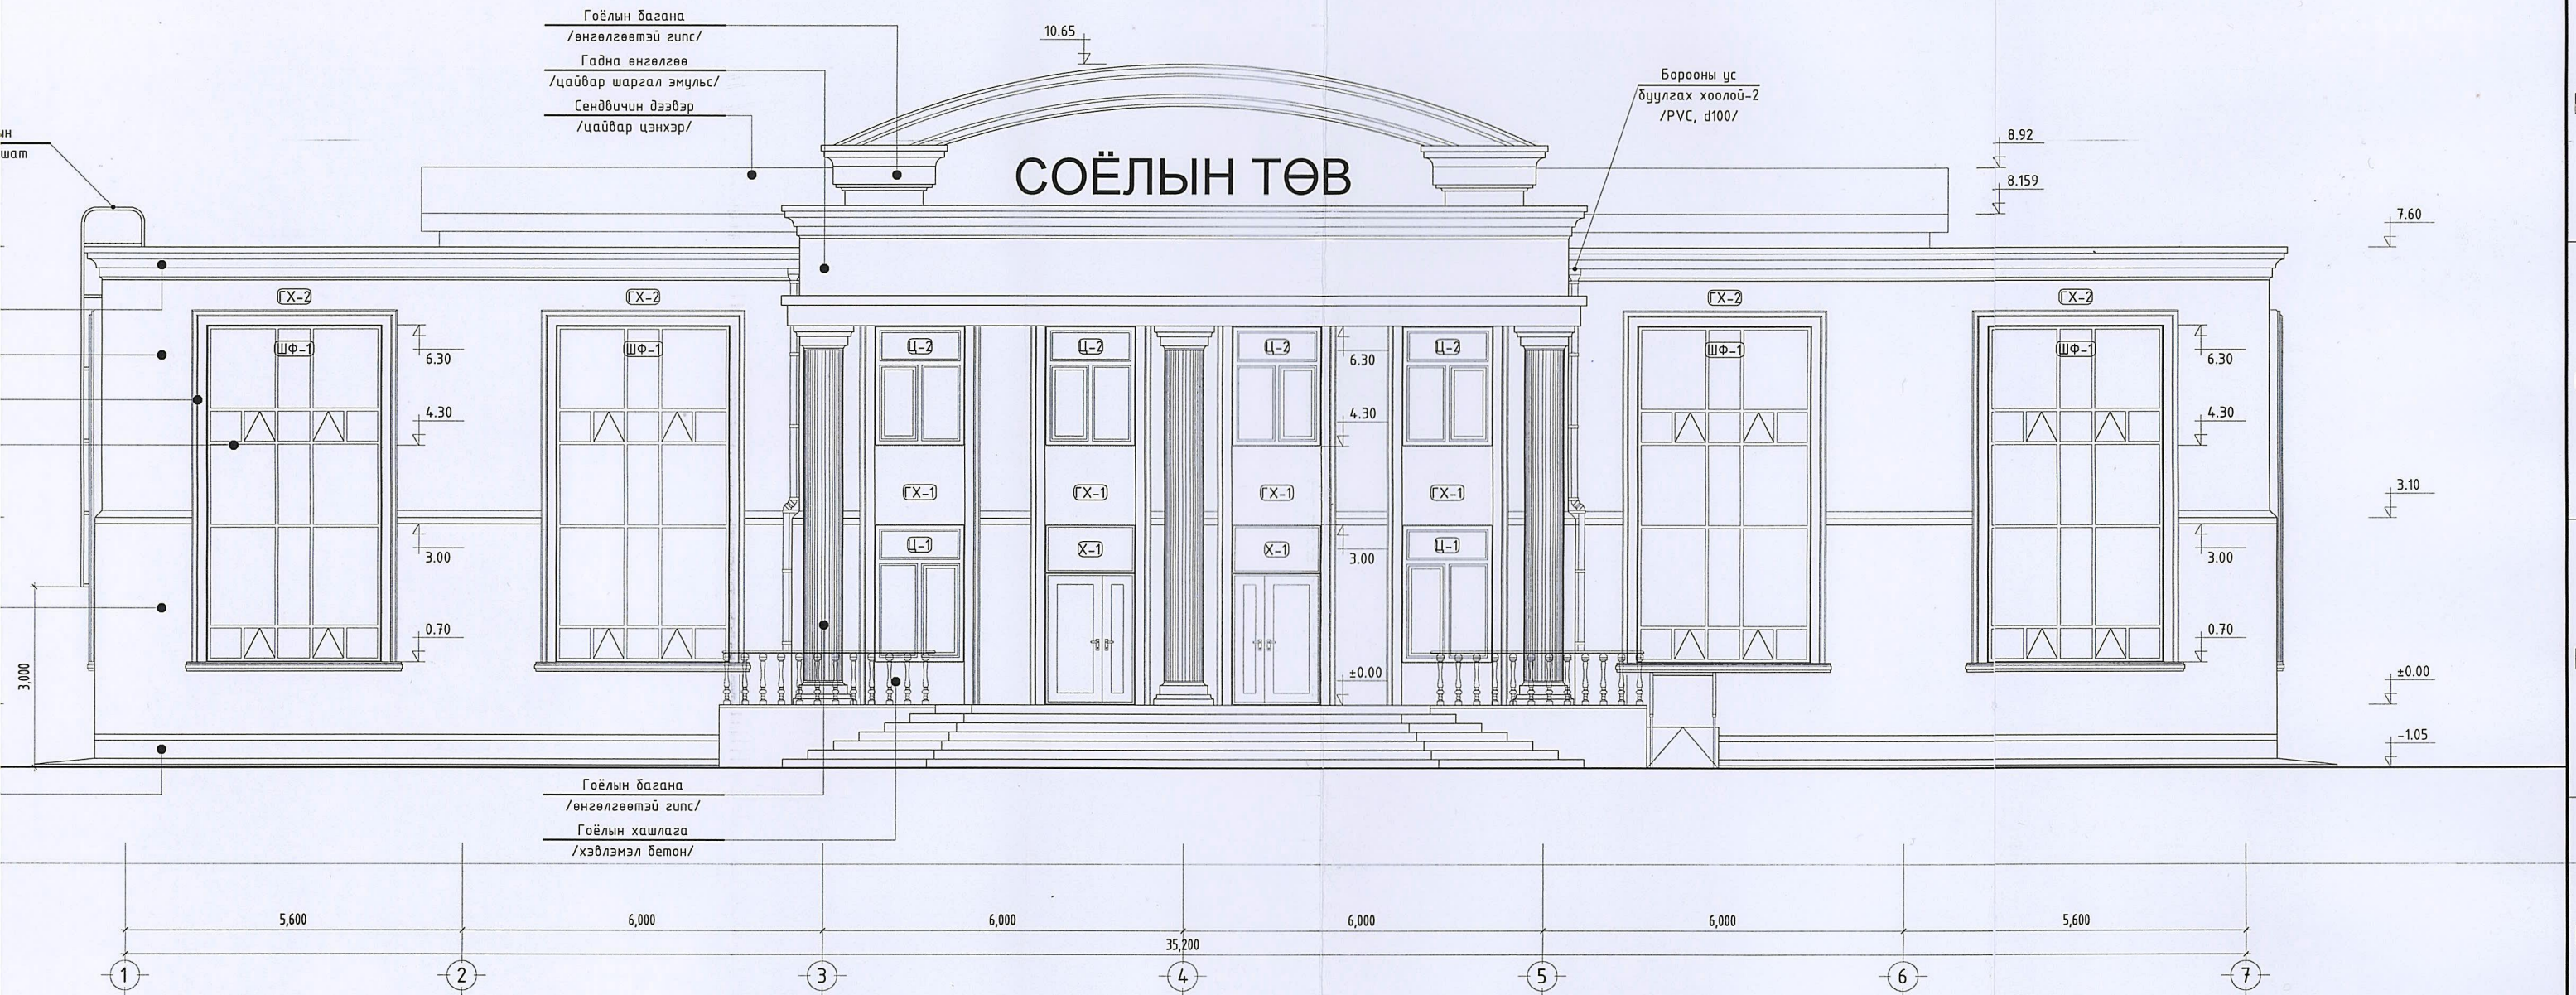 Гоёлын багана
/өнгөлгөөтэй гипс/
Гадна өнгөлгөө
/цайвар шаргал эмульс/
Сендвичин дээвэр
/цайвар цэнхэр/
10.65
Борооны ус
буулгах хоолой-2
/PVC, d100/
ын
шат
8.92
8.159
7.60
СОЁЛЫН ТӨВ
ГХ-2
ГХ-2
ГХ-2
ГХ-2
ШФ-1
ШФ-1
Ц-2
Ц-2
Ц-2
Ц-2
ШФ-1
ШФ-1
6.30
6.30
6.30
4.30
4.30
4.30
ГХ-1
ГХ-1
ГХ-1
ГХ-1
3.10
Ц-1
Х-1
Х-1
Ц-1
3.00
3.00
3.00
0.70
0.70
3,000
±0.00
±0.00
-1.05
Гоёлын багана
/өнгөлгөөтэй гипс/
Гоёлын хашлага
/хэвлэмэл бетон/
5,600
6,000
6,000
6,000
6,000
5,600
35,200
1
2
3
4
5
6
7